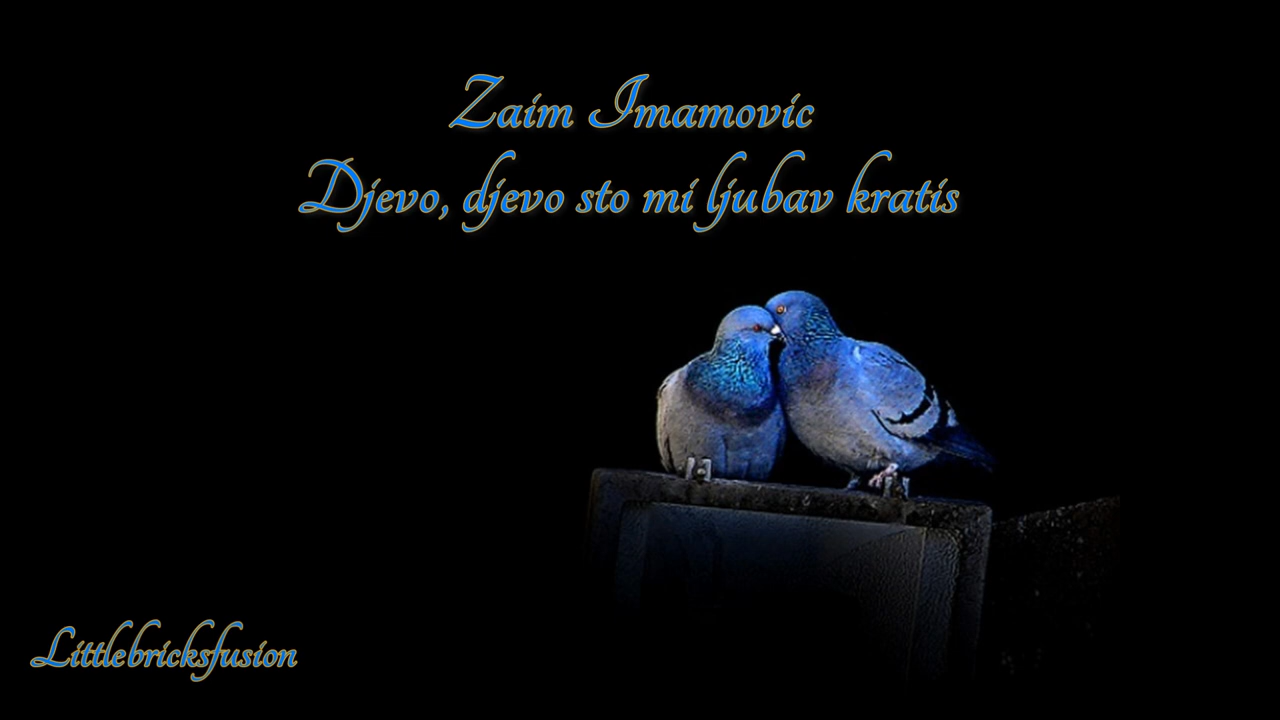 Zaim Imamovic
Djevo, djevo sto mi ljubav kratis
Littlebricksfusion